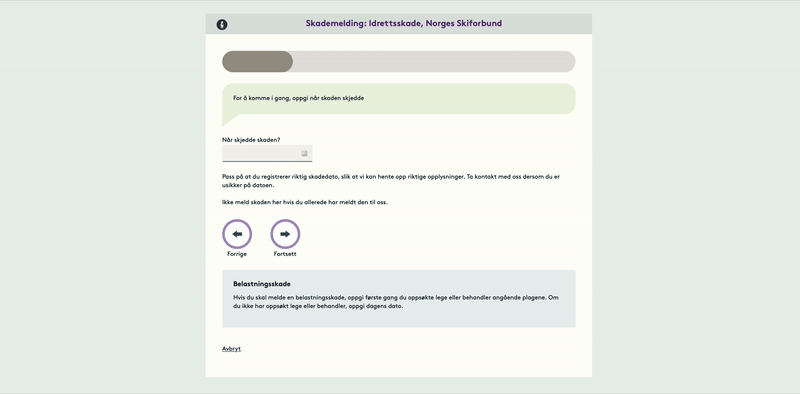 Skademelding: Idrettsskade, Norges Skiforbund
For å komme i gang, oppgi når skaden skjedde
Når skjedde skaden?
Pass på at du registrerer riktig skadedato, slik at vi kan hente opp riktige opplysninger. Ta kontakt med oss dersom du er
usikker på datoen.
Ikke meld skaden her hvis du allerede har meldt den til oss.
Forrige
Fortsett
Belastningsskade
Hvis du skal melde en belastningsskade, oppgi første gang du oppsøkte lege eller behandler angående plagene. Om
du ikke har oppsøkt lege eller behandler, oppgi dagens dato.
Avbryt